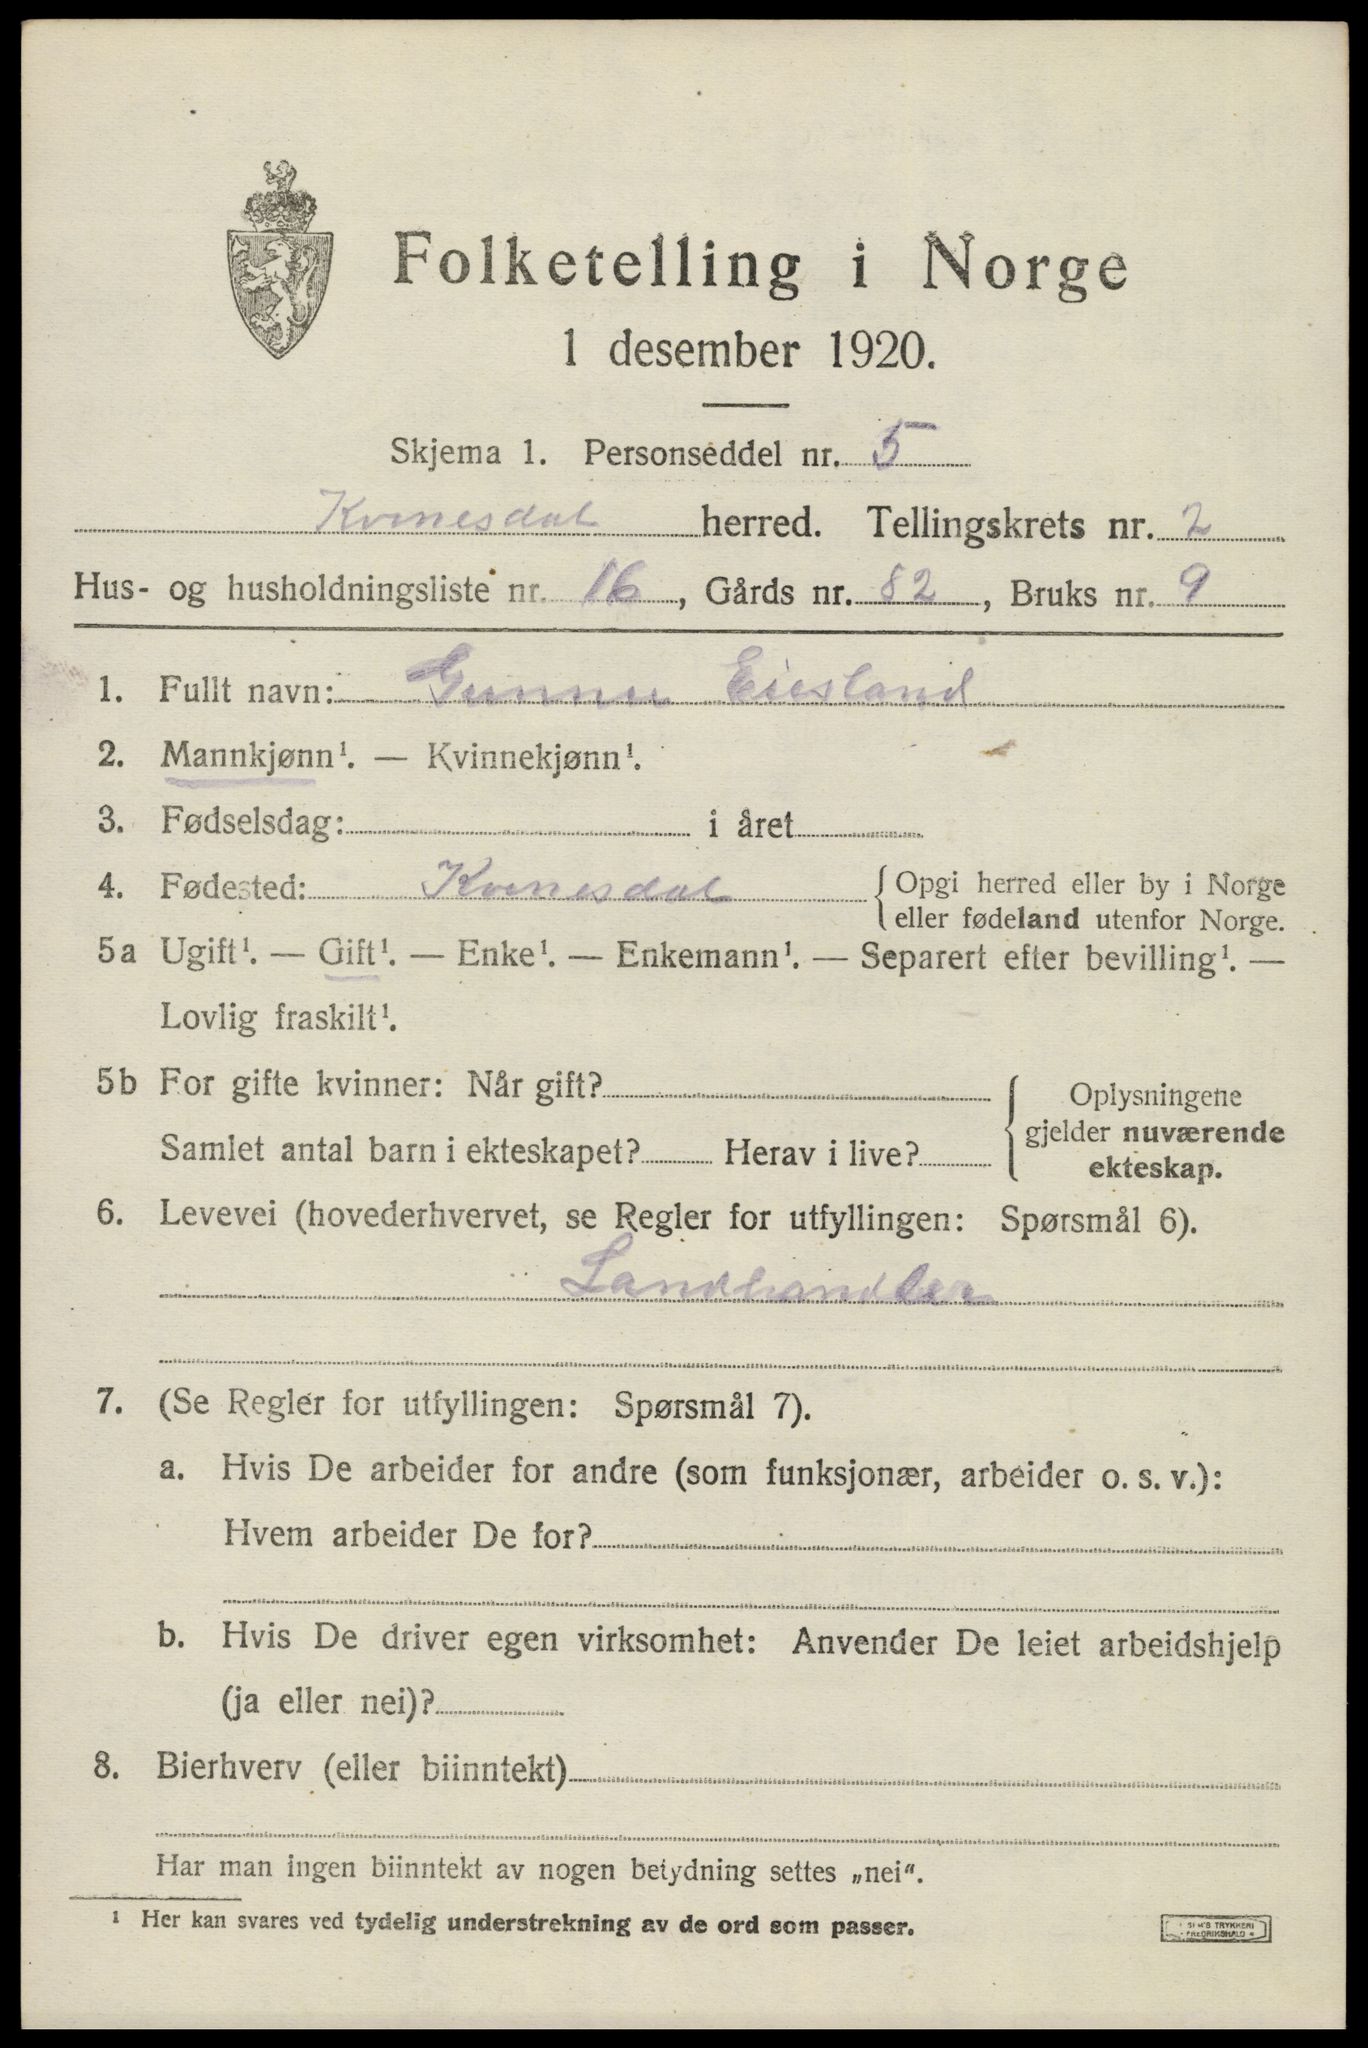 Folketelling i Norge
1 desember 1920.
Skjema 1. Personseddel nr. 5
Kvinesdal herred. Tellingskrets nr. 2
Hus- og husholdningsliste nr. 16, Gårds nr. 82, Bruks nr. 9
1. Fullt navn: Gunnar Eiesland
2. Mannkjønn¹. — Kvinnekjønn¹.
3. Fødselsdag: i året
4. Fødested: Kvinesdal {Opgi herred eller by i Norge
eller fødeland utenfor Norge.
5a Ugift¹. — Gift¹. — Enke¹. — Enkemann¹. — Separert efter bevilling¹. —
Lovlig fraskilt¹.
5b For gifte kvinner: Når gift? { Oplysningene
gjelder nuværende
Samlet antal barn i ekteskapet? Herav i live?
ekteskap.
6. Levevei (hovederhvervet, se Regler for utfyllingen: Spørsmål 6).
Landhandler
7. (Se Regler for utfyllingen: Spørsmål 7).
a. Hvis De arbeider for andre (som funksjonær, arbeider o. s. v.):
Hvem arbeider De for?
b. Hvis De driver egen virksomhet: Anvender De leiet arbeidshjelp
(ja eller nei)?
8. Bierhverv (eller biinntekt)
Har man ingen biinntekt av nogen betydning settes „nei".
¹ Her kan svares ved tydelig understrekning av de ord som passer.
TRYKKERI
FREDRIKSHALD